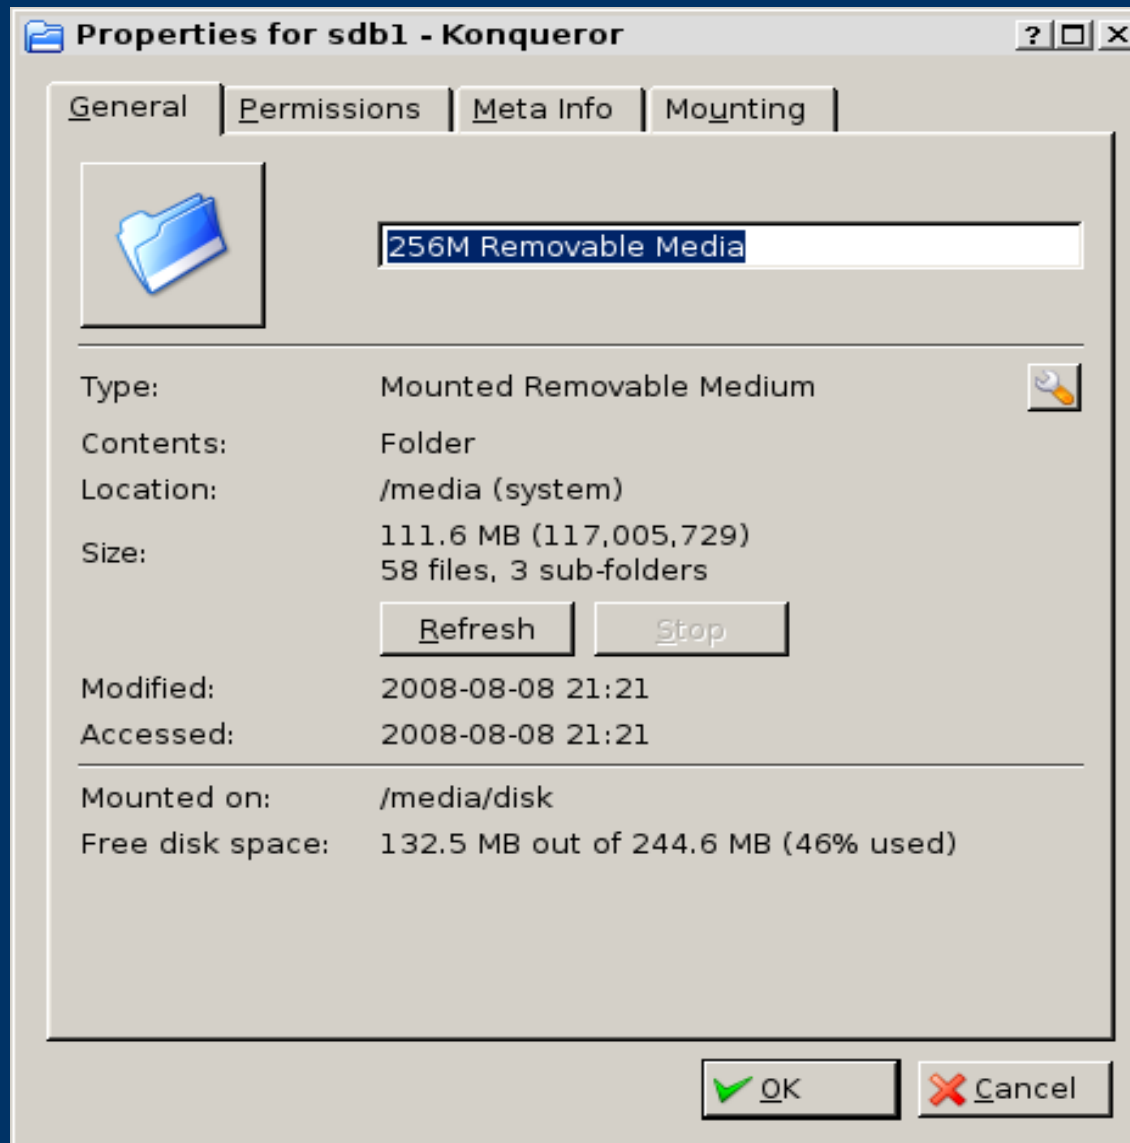 Properties for sdb1 - Konqueror
General Permissions Meta Info Mounting
256M Removable Media
Type: Mounted Removable Medium
Contents: Folder
Location: /media (system)
Size: 111.6 MB (117,005,729)
58 files, 3 sub-folders
Refresh Stop
Modified: 2008-08-08 21:21
Accessed: 2008-08-08 21:21
Mounted on: /media/disk
Free disk space: 132.5 MB out of 244.6 MB (46% used)
OK Cancel